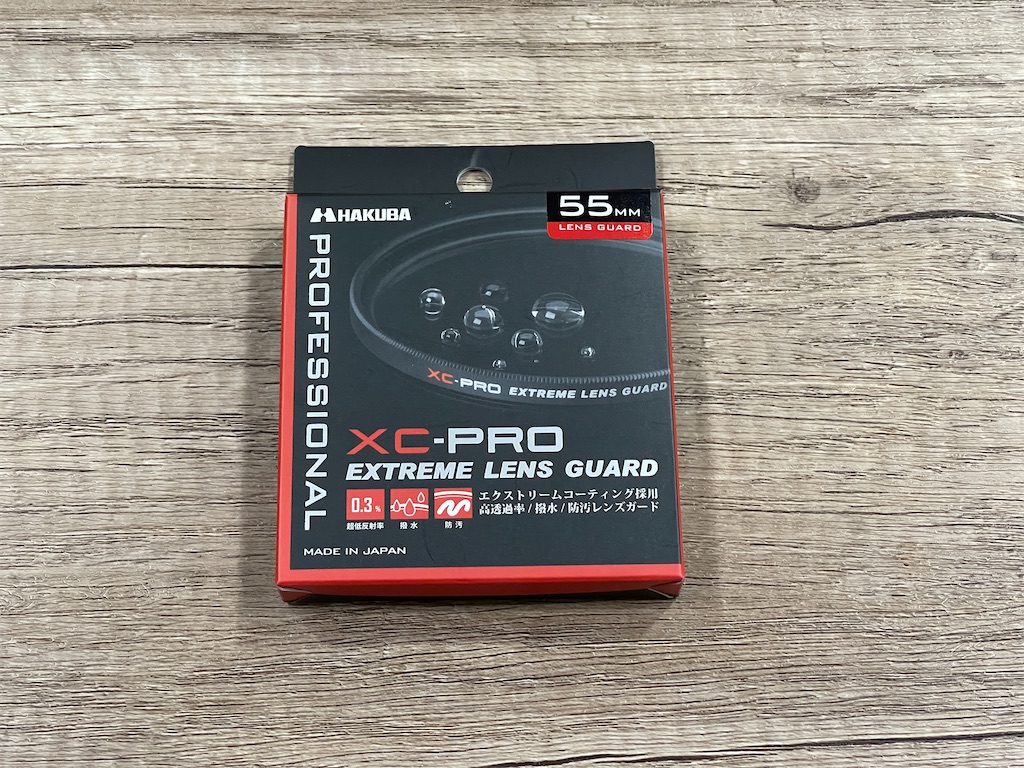 HAKUBA
55MM
LENS GUARD
PROFESSIONAL
XC-PRO EXTREME LENS GUARD
XC-PRO
EXTREME LENS GUARD
0.3%
超低反射率
撥水
防汚
エクストリームコーティング採用
高透過率/撥水/防汚レンズガード
MADE IN JAPAN